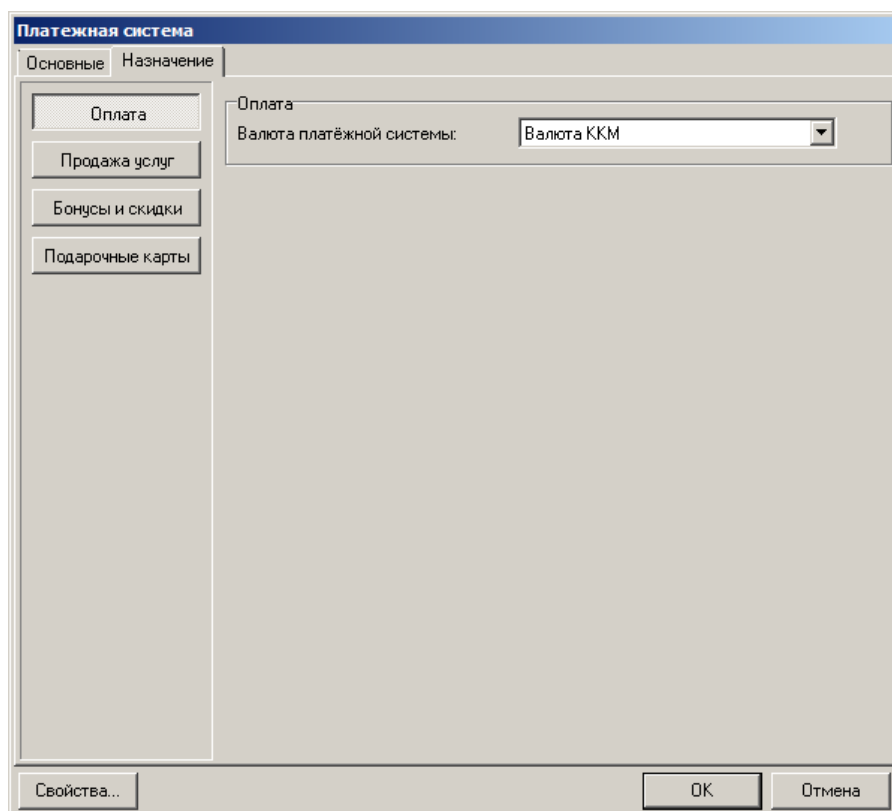 Платежная система
Основные Назначение
Оплата
Продажа услуг
Бонусы и скидки
Подарочные карты
Оплата
Валюта платёжной системы: Валюта ККМ
Свойства... OK Отмена